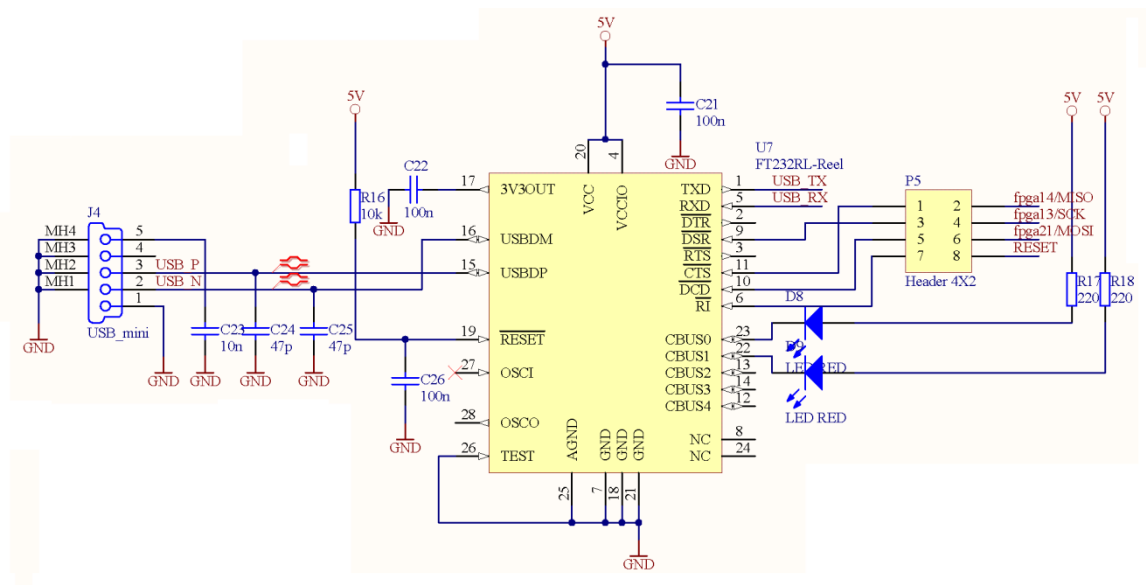 5V
5V
C21
100n
5V
5V
GND
U7
FT232RL-Reel
20
4
VCC
VCCIO
C22
100n
GND
R16
10k
17
3V3OUT
16
USBDM
15
USBDP
19
RESET
27
OSCI
28
OSCO
26
TEST
TXD
1
USB_TX
RXD
5
USB_RX
DTR
2
DSR
9
RTS
3
CTS
11
DCD
10
RI
6
CBUS0
23
CBUS1
22
CBUS2
13
CBUS3
14
CBUS4
12
NC
8
NC
24
P5
1 2
3 4
5 6
7 8
Header 4X2
fpga14/MISO
fpga13/SCK
fpga21/MOSI
RESET
R17
220
R18
220
D8
D9
LED RED
LED RED
J4
MH4
MH3
MH2
MH1
5
4
3
2
1
USB_P
USB_N
USB_mini
GND
C23
10n
C24
47p
C25
47p
GND
GND
GND
GND
C26
100n
GND
AGND
GND
GND
GND
25
7
18
21
GND